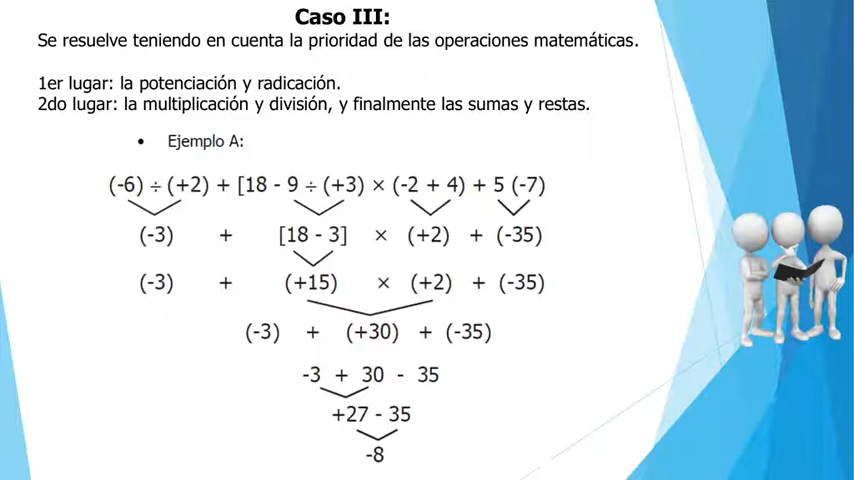 Caso III:
Se resuelve teniendo en cuenta la prioridad de las operaciones matemáticas.
1er lugar: la potenciación y radicación.
2do lugar: la multiplicación y división, y finalmente las sumas y restas.
• Ejemplo A:
(-6) ÷ (+2) + [18 - 9 ÷ (+3) × (-2 + 4) + 5 (-7)
(-3) + [18 - 3] × (+2) + (-35)
(-3) + (+15) × (+2) + (-35)
(-3) + (+30) + (-35)
-3 + 30 - 35
+27 - 35
-8